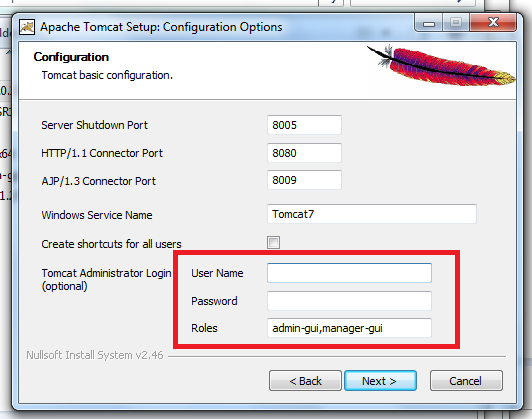 Apache Tomcat Setup: Configuration Options
Configuration
Tomcat basic configuration.
Server Shutdown Port 8005
HTTP/1.1 Connector Port 8080
AJP/1.3 Connector Port 8009
Windows Service Name Tomcat7
Create shortcuts for all users
Tomcat Administrator Login User Name
(optional)
Password
Roles admin-gui,manager-gui
Nullsoft Install System v2.46
< Back Next > Cancel